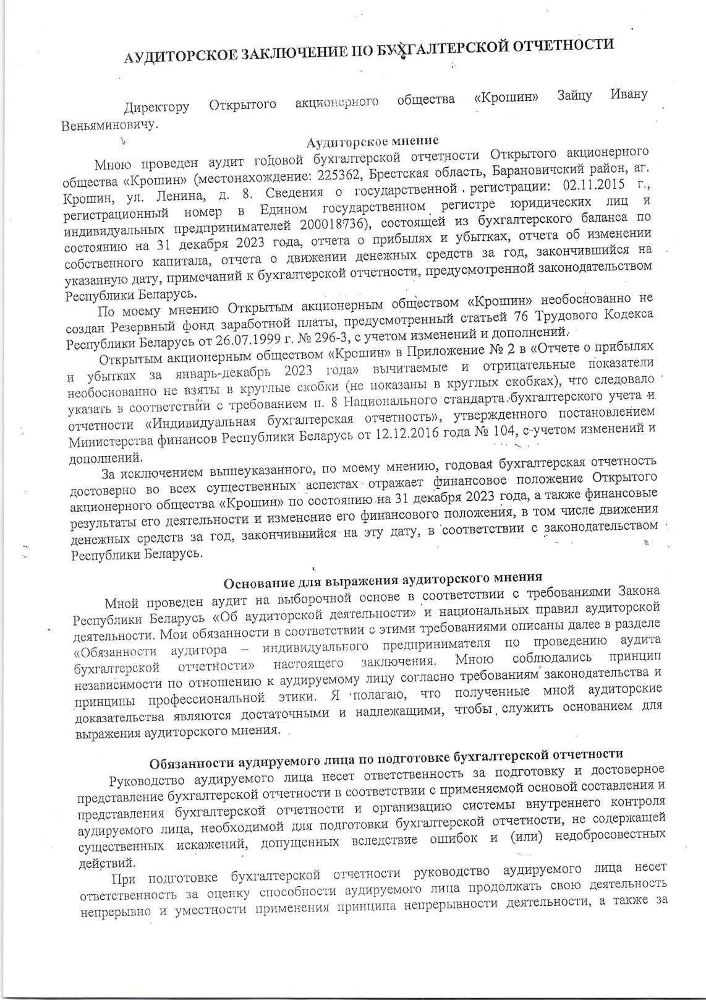 АУДИТОРСКОЕ ЗАКЛЮЧЕНИЕ ПО БУХГАЛТЕРСКОЙ ОТЧЕТНОСТИ
Директору Открытого акционерного общества «Крошин» Зайцу Ивану
Веньяминовичу.
Аудиторское мнение
Мною проведен аудит годовой бухгалтерской отчетности Открытого акционерного
общества «Крошин» (местонахождение: 225362, Брестская область, Барановичский район, аг.
Крошин, ул. Ленина, д. 8. Сведения о государственной регистрации: 02.11.2015 г.,
регистрационный номер в Едином государственном регистре юридических лиц и
индивидуальных предпринимателей 200018736), состоящей из бухгалтерского баланса по
состоянию на 31 декабря 2023 года, отчета о прибылях и убытках, отчета об изменении
собственного капитала, отчета о движении денежных средств за год, закончившийся на
указанную дату, примечаний к бухгалтерской отчетности, предусмотренной законодательством
Республики Беларусь.
По моему мнению Открытым акционерным обществом «Крошин» необоснованно не
создан Резервный фонд заработной платы, предусмотренный статьей 76 Трудового Кодекса
Республики Беларусь от 26.07.1999 г. № 296-З, с учетом изменений и дополнений.
Открытым акционерным обществом «Крошин» в Приложение № 2 в «Отчете о прибылях
и убытках за январь-декабрь 2023 года» вычитаемые и отрицательные показатели
необоснованно не взяты в круглые скобки (не показаны в круглых скобках), что следовало
указать в соответствии с требованием п. 8 Национального стандарта бухгалтерского учета и
отчетности «Индивидуальная бухгалтерская отчетность», утвержденного постановлением
Министерства финансов Республики Беларусь от 12.12.2016 года № 104, с учетом изменений и
дополнений.
За исключением вышеуказанного, по моему мнению, годовая бухгалтерская отчетность
достоверно во всех существенных аспектах отражает финансовое положение Открытого
акционерного общества «Крошин» по состоянию на 31 декабря 2023 года, а также финансовые
результаты его деятельности и изменение его финансового положения, в том числе движения
денежных средств за год, закончившийся на эту дату, в соответствии с законодательством
Республики Беларусь.
Основание для выражения аудиторского мнения
Мной проведен аудит на выборочной основе в соответствии с требованиями Закона
Республики Беларусь «Об аудиторской деятельности» и национальных правил аудиторской
деятельности. Мои обязанности в соответствии с этими требованиями описаны далее в разделе
«Обязанности аудитора – индивидуального предпринимателя по проведению аудита
бухгалтерской отчетности» настоящего заключения. Мною соблюдались принцип
независимости по отношению к аудируемому лицу согласно требованиям законодательства и
принципы профессиональной этики. Я полагаю, что полученные мной аудиторские
доказательства являются достаточными и надлежащими, чтобы служить основанием для
выражения аудиторского мнения.
Обязанности аудируемого лица по подготовке бухгалтерской отчетности
Руководство аудируемого лица несет ответственность за подготовку и достоверное
представление бухгалтерской отчетности в соответствии с применяемой основой составления и
представления бухгалтерской отчетности и организацию системы внутреннего контроля
аудируемого лица, необходимой для подготовки бухгалтерской отчетности, не содержащей
существенных искажений, допущенных вследствие ошибок и (или) недобросовестных
действий.
При подготовке бухгалтерской отчетности руководство аудируемого лица несет
ответственность за оценку способности аудируемого лица продолжать свою деятельность
непрерывно и уместности применения принципа непрерывности деятельности, а также за